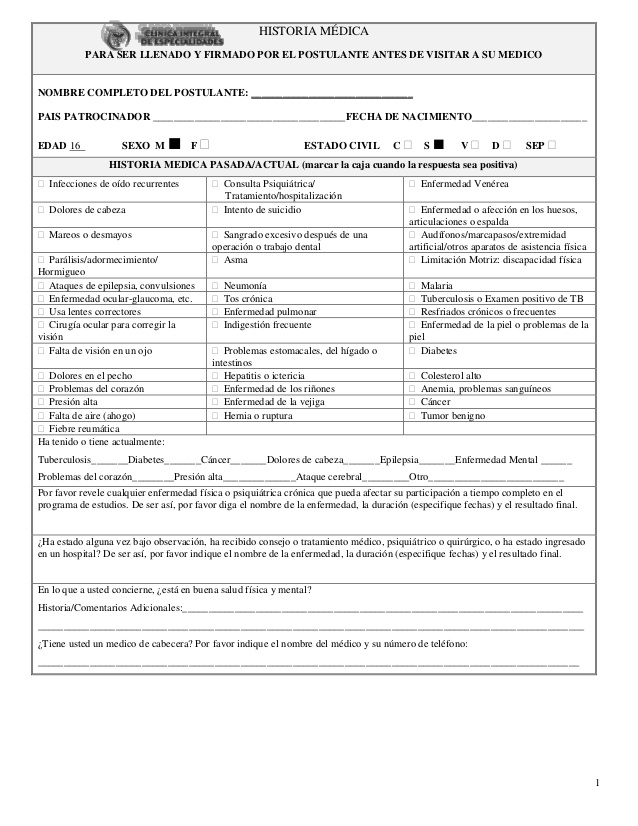 CLINICA INTEGRAL
DE ESPECIALIDADES
HISTORIA MÉDICA
PARA SER LLENADO Y FIRMADO POR EL POSTULANTE ANTES DE VISITAR A SU MEDICO
NOMBRE COMPLETO DEL POSTULANTE: ____________________________
PAIS PATROCINADOR _________________________________FECHA DE NACIMIENTO____________________
EDAD 16 SEXO M ■ F □ ESTADO CIVIL C □ S ■ V □ D □ SEP □
HISTORIA MEDICA PASADA/ACTUAL (marcar la caja cuando la respuesta sea positiva)
□ Infecciones de oído recurrentes
□ Consulta Psiquiátrica/
Tratamiento/hospitalización
□ Enfermedad Venérea
□ Dolores de cabeza
□ Intento de suicidio
□ Enfermedad o afección en los huesos,
articulaciones o espalda
□ Mareos o desmayos
□ Sangrado excesivo después de una
operación o trabajo dental
□ Audífonos/marcapasos/extremidad
artificial/otros aparatos de asistencia física
□ Parálisis/adormecimiento/
Hormigueo
□ Asma
□ Limitación Motriz: discapacidad física
□ Ataques de epilepsia, convulsiones
□ Neumonía
□ Malaria
□ Enfermedad ocular-glaucoma, etc.
□ Tos crónica
□ Tuberculosis o Examen positivo de TB
□ Usa lentes correctores
□ Enfermedad pulmonar
□ Resfriados crónicos o frecuentes
□ Cirugía ocular para corregir la
visión
□ Indigestión frecuente
□ Enfermedad de la piel o problemas de la
piel
□ Falta de visión en un ojo
□ Problemas estomacales, del hígado o
intestinos
□ Diabetes
□ Dolores en el pecho
□ Hepatitis o ictericia
□ Colesterol alto
□ Problemas del corazón
□ Enfermedad de los riñones
□ Anemia, problemas sanguíneos
□ Presión alta
□ Enfermedad de la vejiga
□ Cáncer
□ Falta de aire (ahogo)
□ Hernia o ruptura
□ Tumor benigno
□ Fiebre reumática
Ha tenido o tiene actualmente:
Tuberculosis_______Diabetes_______Cáncer_______Dolores de cabeza_______Epilepsia_______Enfermedad Mental ______
Problemas del corazón________Presión alta______________Ataque cerebral_________Otro__________________________
Por favor revele cualquier enfermedad física o psiquiátrica crónica que pueda afectar su participación a tiempo completo en el
programa de estudios. De ser así, por favor diga el nombre de la enfermedad, la duración (especifique fechas) y el resultado final.
¿Ha estado alguna vez bajo observación, ha recibido consejo o tratamiento médico, psiquiátrico o quirúrgico, o ha estado ingresado
en un hospital? De ser así, por favor indique el nombre de la enfermedad, la duración (especifique fechas) y el resultado final.
En lo que a usted concierne, ¿está en buena salud física y mental?
Historia/Comentarios Adicionales:______________________________________________________________________________
__________________________________________________________________________________________________________
¿Tiene usted un medico de cabecera? Por favor indique el nombre del médico y su número de teléfono:
_________________________________________________________________________________________________________
1